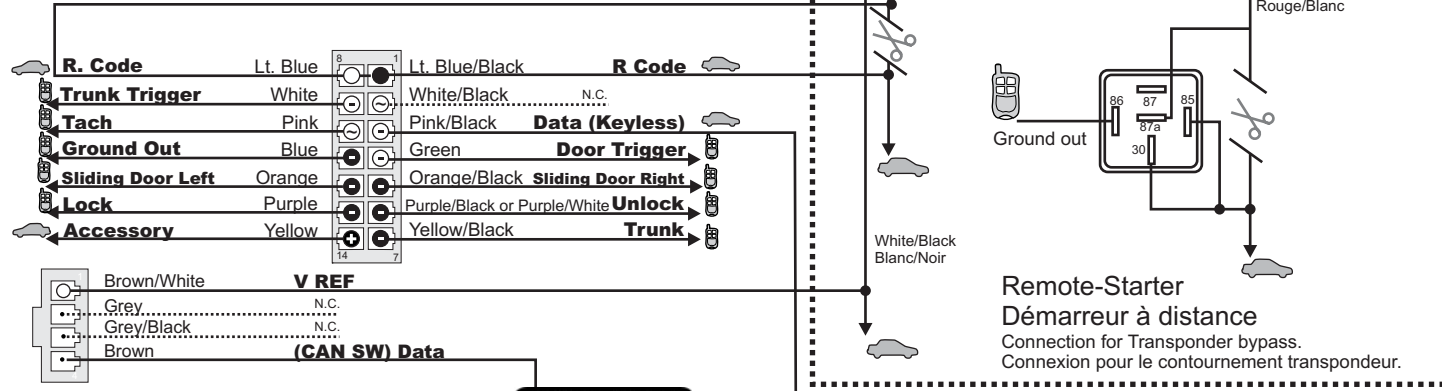 Rouge/Blanc
8 1
R. Code Lt. Blue Lt. Blue/Black R Code
Trunk Trigger White White/Black N.C.
Tach Pink Pink/Black Data (Keyless)
Ground Out Blue Green Door Trigger
Sliding Door Left Orange Orange/Black Sliding Door Right
Lock Purple Purple/Black or Purple/White Unlock
Accessory Yellow Yellow/Black Trunk
14 7
Brown/White V REF
Grey N.C.
Grey/Black N.C.
Brown (CAN SW) Data
White/Black
Blanc/Noir
Ground out
86 87 85
87a
30
Remote-Starter
Démarreur à distance
Connection for Transponder bypass.
Connexion pour le contournement transpondeur.